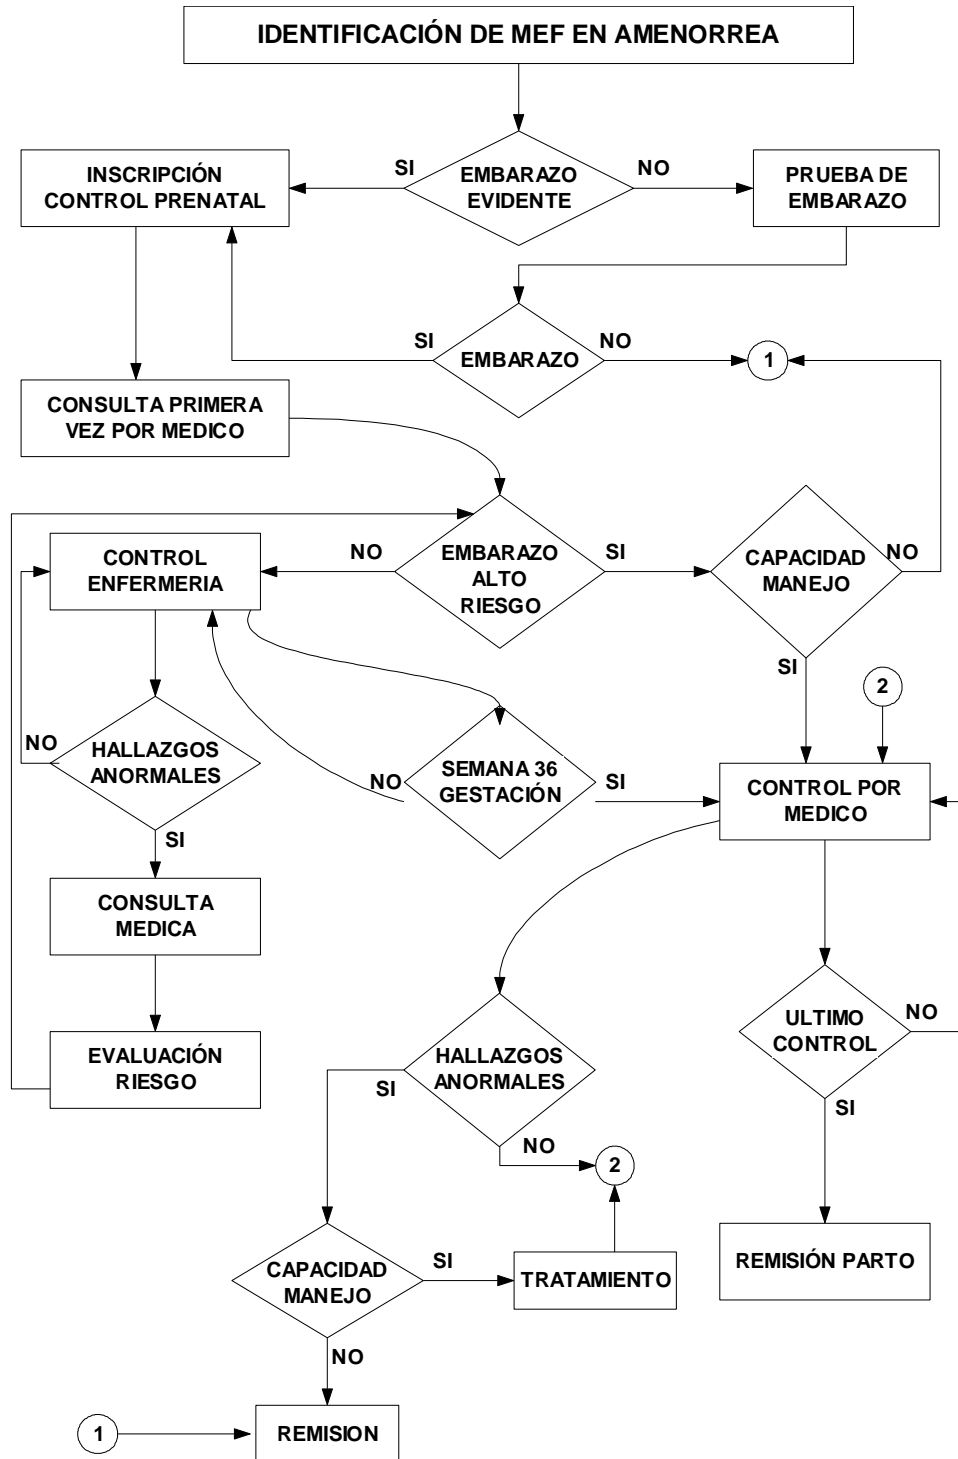 IDENTIFICACIÓN DE MEF EN AMENORREA
SI
NO
INSCRIPCIÓN
CONTROL PRENATAL
EMBARAZO
EVIDENTE
PRUEBA DE
EMBARAZO
SI
NO
EMBARAZO
1
CONSULTA PRIMERA
VEZ POR MEDICO
CONTROL
ENFERMERIA
NO
EMBARAZO
ALTO
RIESGO
SI
CAPACIDAD
MANEJO
NO
SI
2
NO
HALLAZGOS
ANORMALES
SI
NO
SEMANA 36
GESTACIÓN
SI
CONTROL POR
MEDICO
CONSULTA
MEDICA
EVALUACIÓN
RIESGO
HALLAZGOS
ANORMALES
SI
NO
2
ULTIMO
CONTROL
NO
SI
CAPACIDAD
MANEJO
SI
TRATAMIENTO
REMISIÓN PARTO
NO
1
REMISION